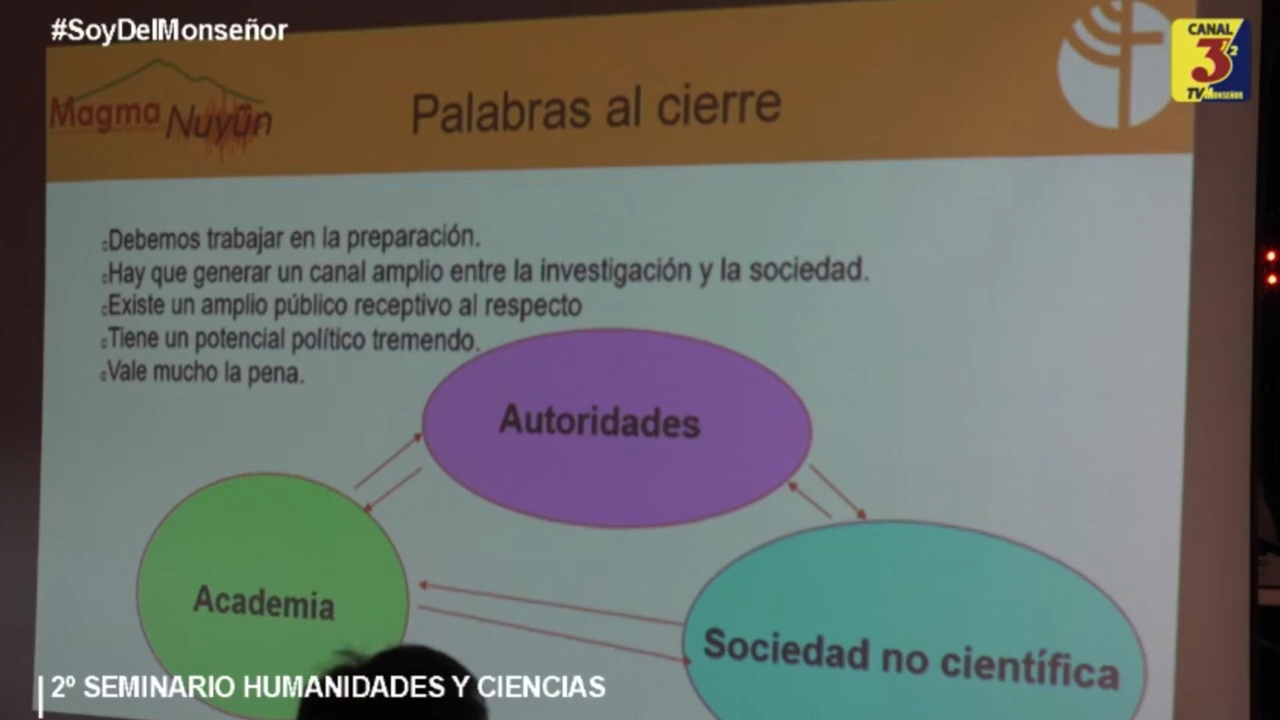 #SoyDelMonseñor
CANAL
3 2
TV MONSEÑOR
Magma Nuyün
Palabras al cierre
Debemos trabajar en la preparación.
Hay que generar un canal amplio entre la investigación y la sociedad.
Existe un amplio público receptivo al respecto
Tiene un potencial político tremendo.
Vale mucho la pena.
Autoridades
Academia
Sociedad no científica
2º SEMINARIO HUMANIDADES Y CIENCIAS